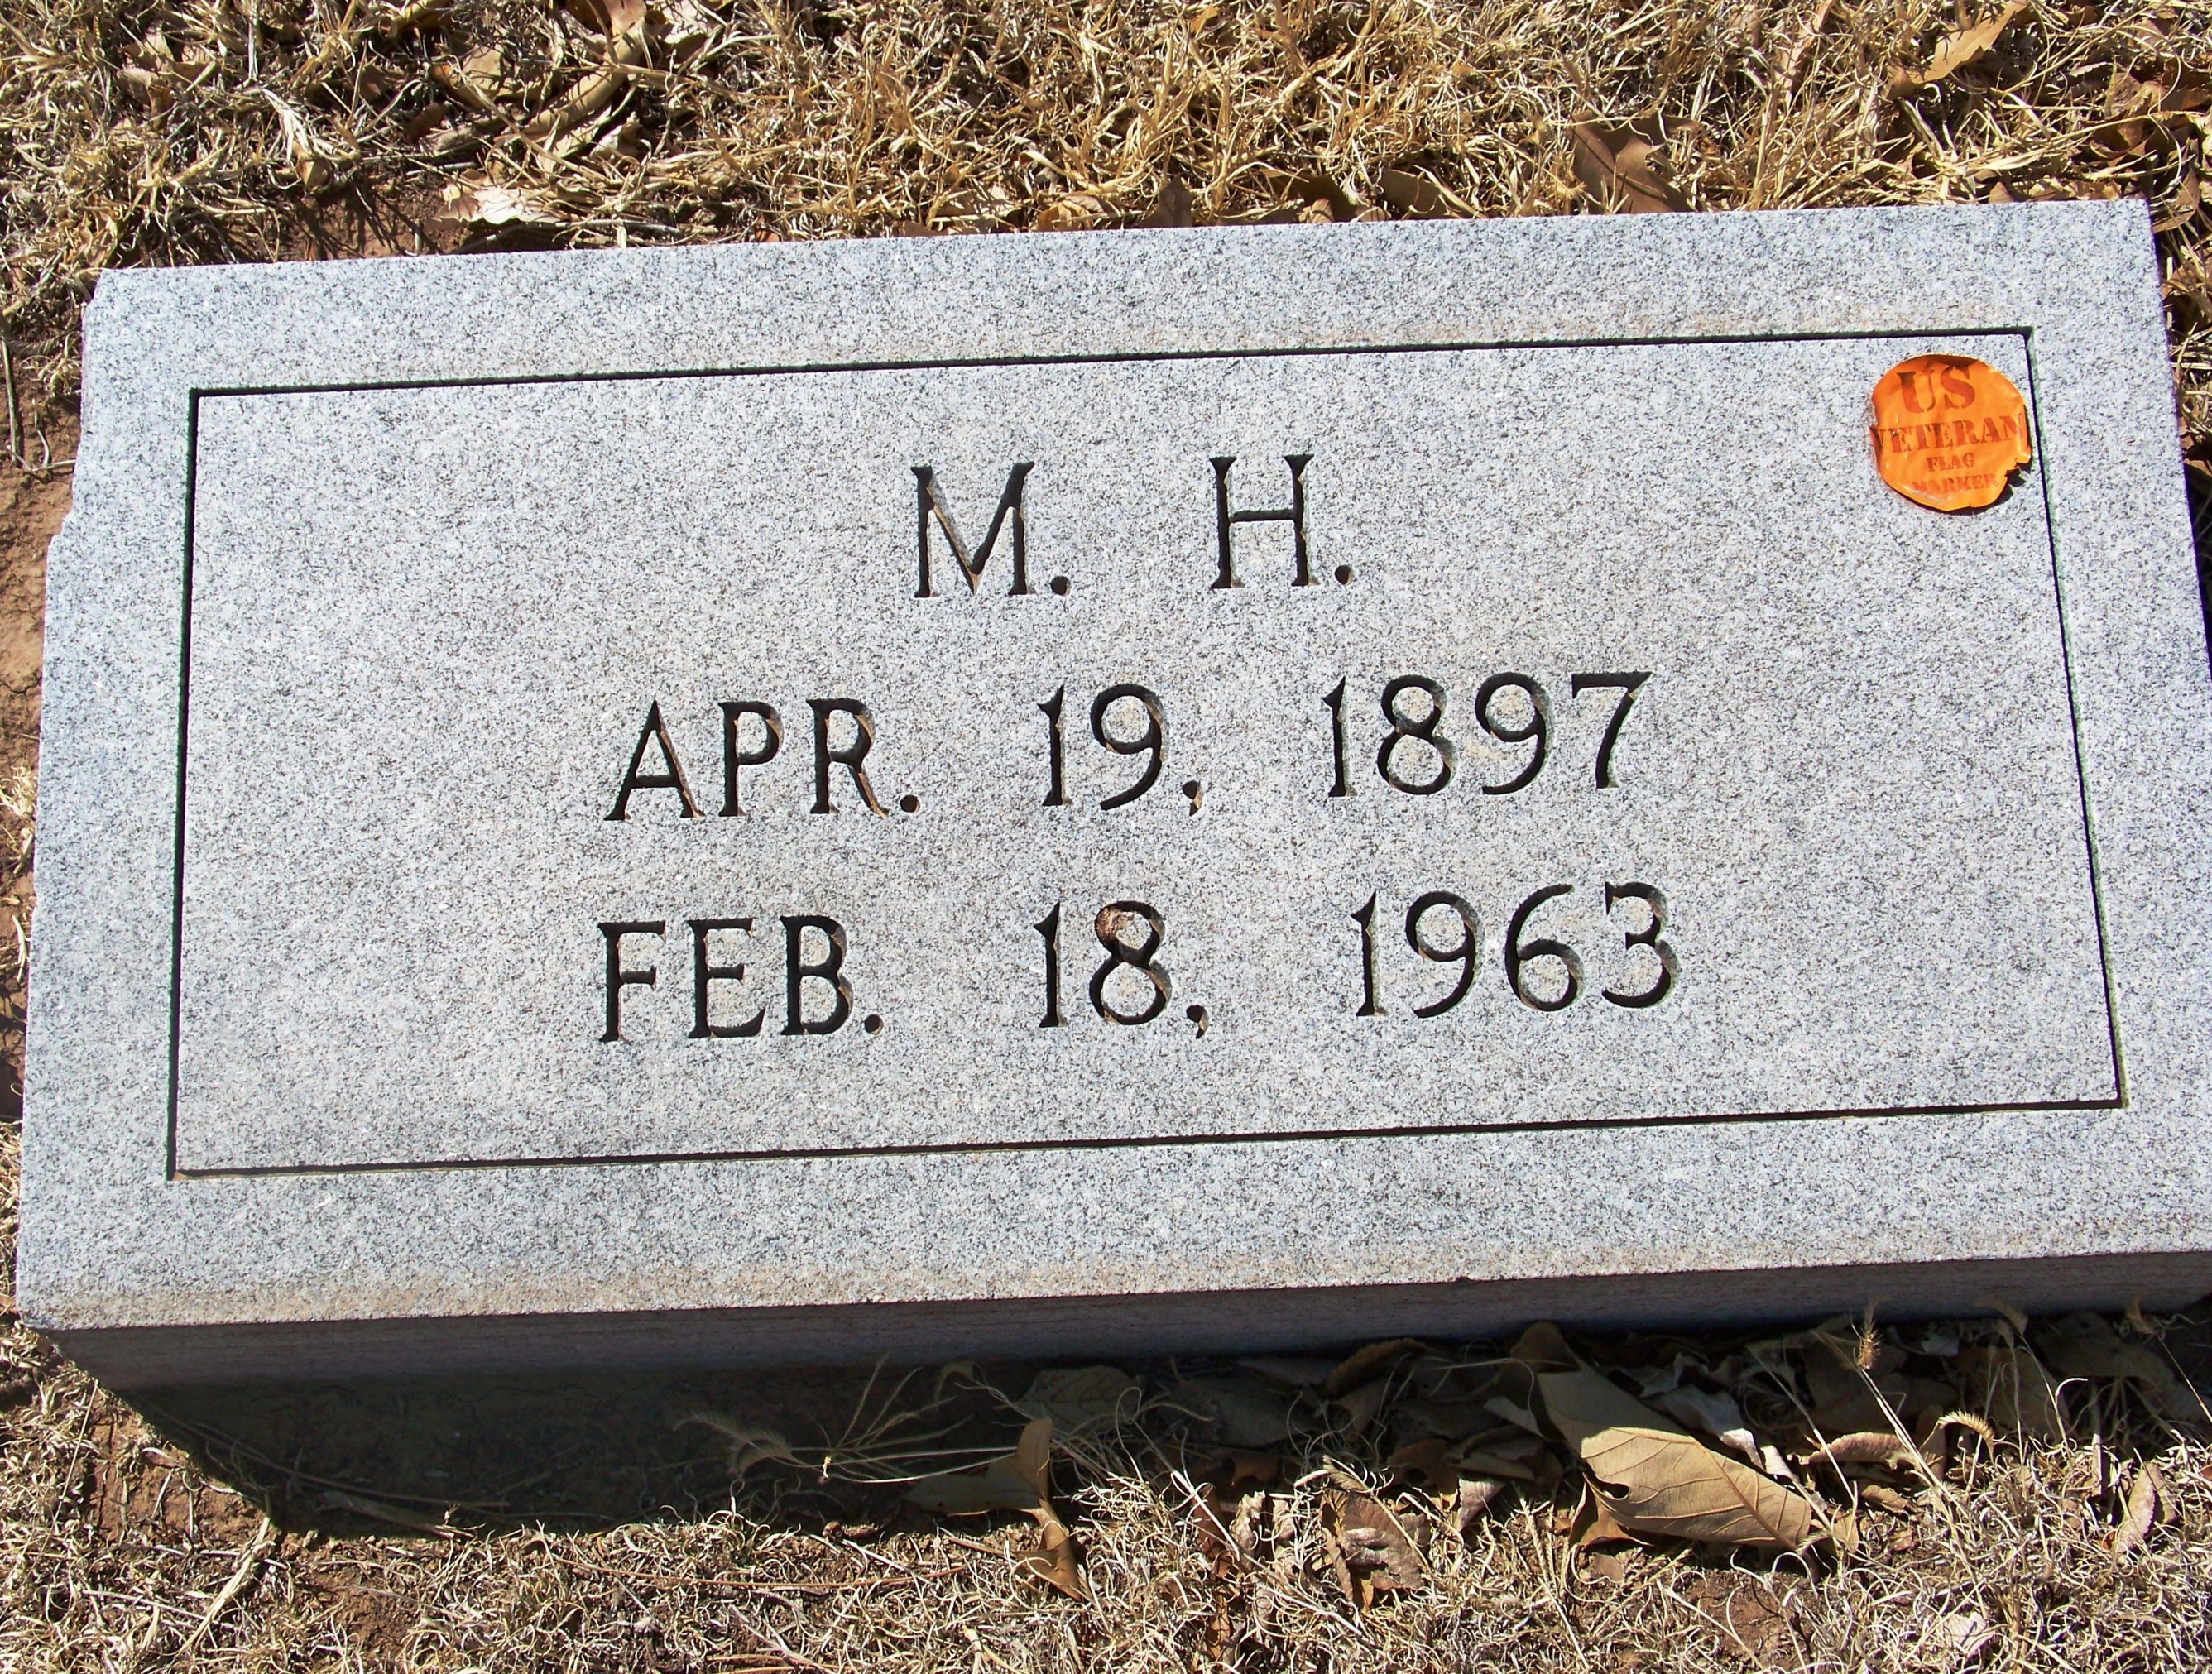 M. H.
APR. 19, 1897
FEB. 18, 1963
US
VETERAN
FLAG
MARKER